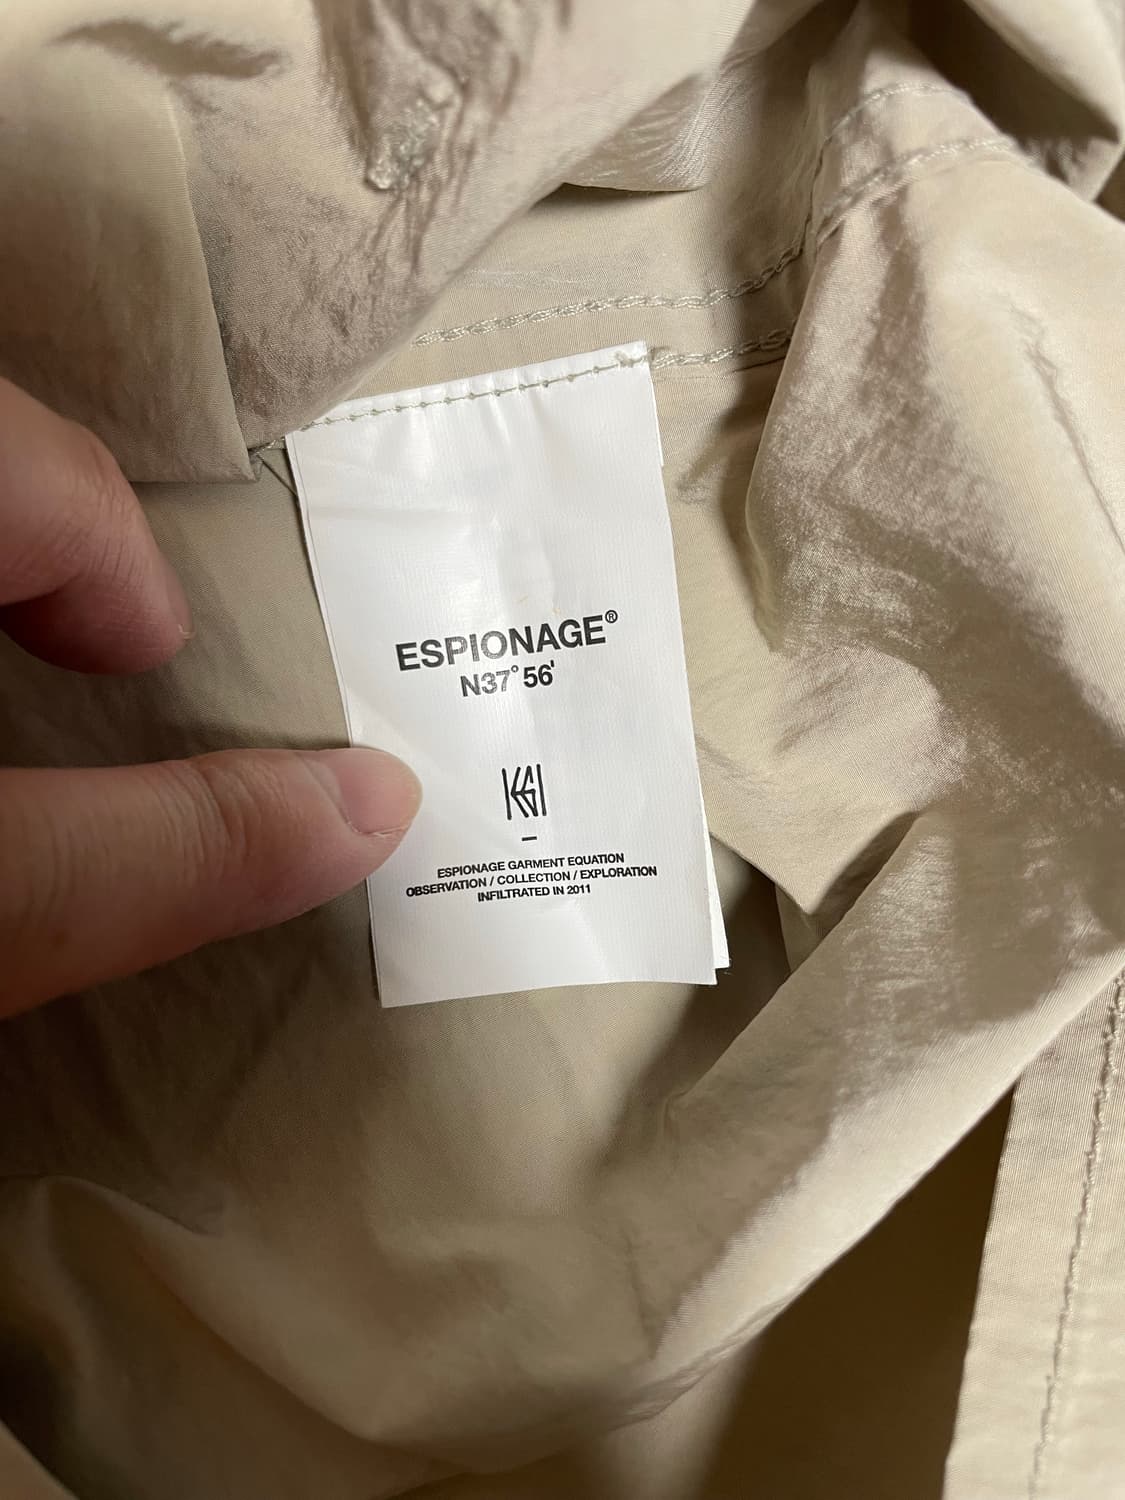 ESPIONAGE®
N37° 56'
ESPIONAGE GARMENT EQUATION
OBSERVATION / COLLECTION / EXPLORATION
INFILTRATED IN 2011